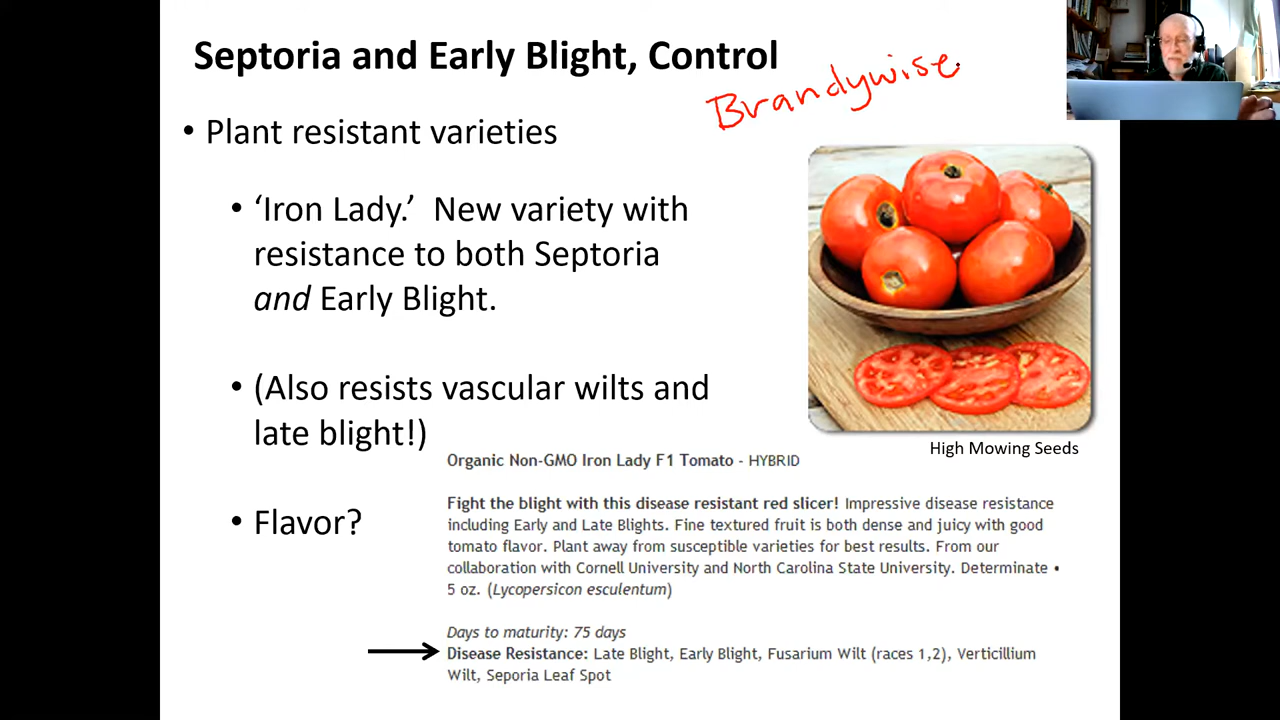 Septoria and Early Blight, Control
Brandywise
• Plant resistant varieties
• ‘Iron Lady.’ New variety with
resistance to both Septoria
and Early Blight.
• (Also resists vascular wilts and
late blight!)
• Flavor?
High Mowing Seeds
Organic Non-GMO Iron Lady F1 Tomato - HYBRID
Fight the blight with this disease resistant red slicer! Impressive disease resistance
including Early and Late Blights. Fine textured fruit is both dense and juicy with good
tomato flavor. Plant away from susceptible varieties for best results. From our
collaboration with Cornell University and North Carolina State University. Determinate •
5 oz. (Lycopersicon esculentum)
Days to maturity: 75 days
Disease Resistance: Late Blight, Early Blight, Fusarium Wilt (races 1,2), Verticillium
Wilt, Seporia Leaf Spot